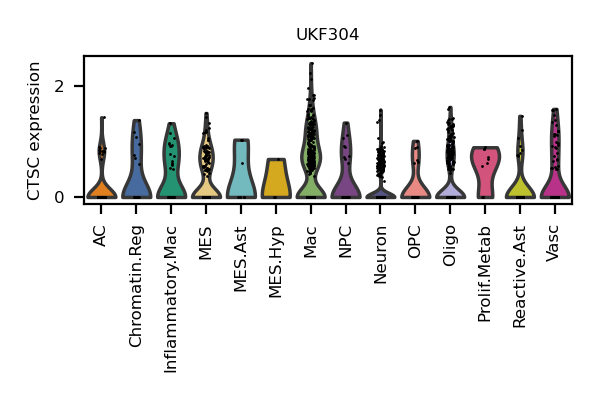 UKF304
CTSC expression
2
0
AC
Chromatin.Reg
Inflammatory.Mac
MES
MES.Ast
MES.Hyp
Mac
NPC
Neuron
OPC
Oligo
Prolif.Metab
Reactive.Ast
Vasc